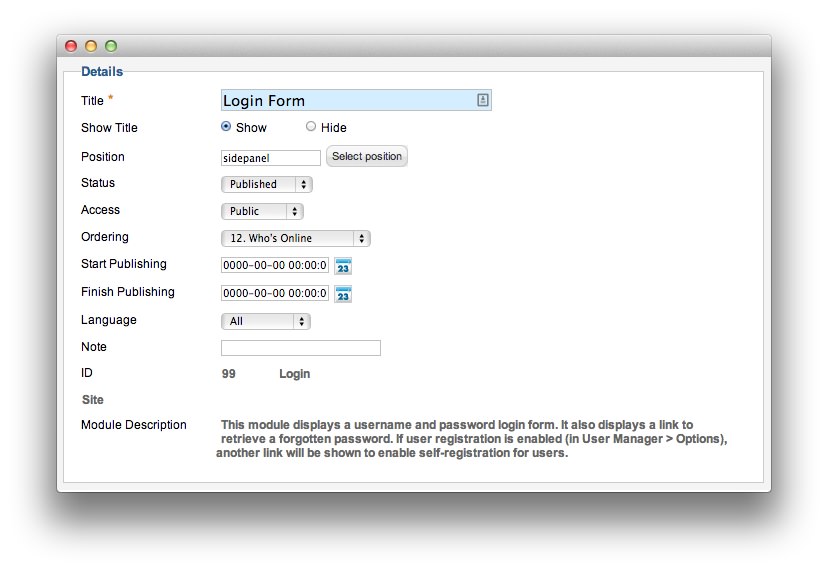 Details
Title *
Login Form
Show Title
Show Hide
Position
sidepanel Select position
Status
Published
Access
Public
Ordering
12. Who's Online
Start Publishing
0000-00-00 00:00:0 23
Finish Publishing
0000-00-00 00:00:0 23
Language
All
Note
ID
99 Login
Site
Module Description
This module displays a username and password login form. It also displays a link to
retrieve a forgotten password. If user registration is enabled (in User Manager > Options),
another link will be shown to enable self-registration for users.